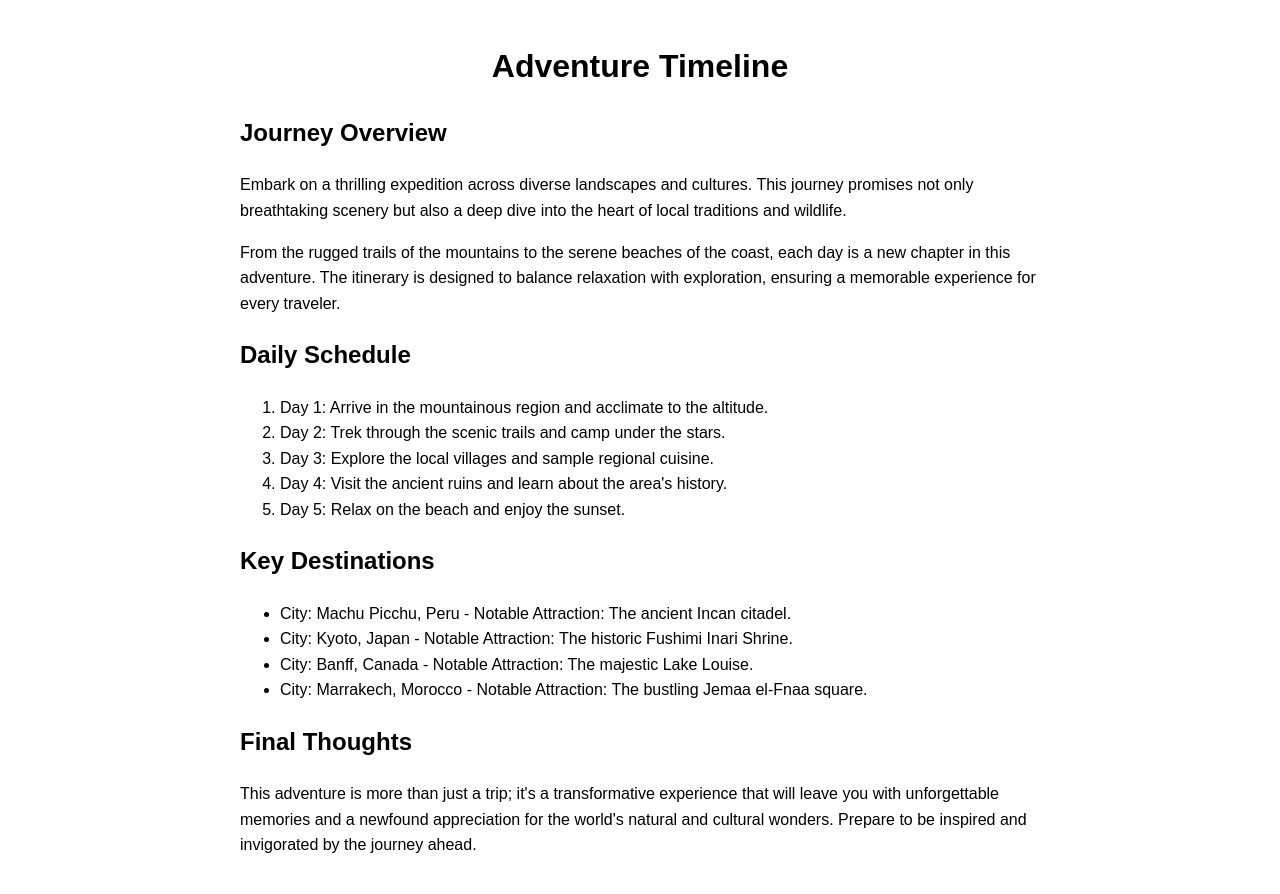 Adventure Timeline
Journey Overview
Embark on a thrilling expedition across diverse landscapes and cultures. This journey promises not only
breathtaking scenery but also a deep dive into the heart of local traditions and wildlife.
From the rugged trails of the mountains to the serene beaches of the coast, each day is a new chapter in this
adventure. The itinerary is designed to balance relaxation with exploration, ensuring a memorable experience for
every traveler.
Daily Schedule
1. Day 1: Arrive in the mountainous region and acclimate to the altitude.
2. Day 2: Trek through the scenic trails and camp under the stars.
3. Day 3: Explore the local villages and sample regional cuisine.
4. Day 4: Visit the ancient ruins and learn about the area's history.
5. Day 5: Relax on the beach and enjoy the sunset.
Key Destinations
• City: Machu Picchu, Peru - Notable Attraction: The ancient Incan citadel.
• City: Kyoto, Japan - Notable Attraction: The historic Fushimi Inari Shrine.
• City: Banff, Canada - Notable Attraction: The majestic Lake Louise.
• City: Marrakech, Morocco - Notable Attraction: The bustling Jemaa el-Fnaa square.
Final Thoughts
This adventure is more than just a trip; it's a transformative experience that will leave you with unforgettable
memories and a newfound appreciation for the world's natural and cultural wonders. Prepare to be inspired and
invigorated by the journey ahead.